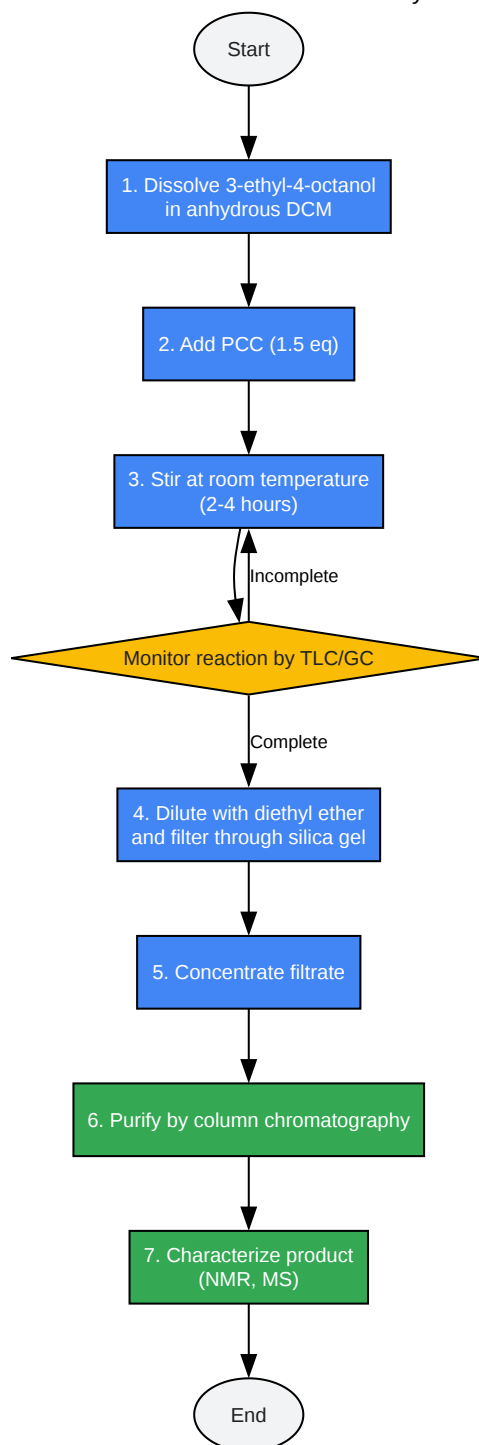 Start
1. Dissolve 3-ethyl-4-octanol
in anhydrous DCM
2. Add PCC (1.5 eq)
3. Stir at room temperature
(2-4 hours)
Incomplete
Monitor reaction by TLC/GC
Complete
4. Dilute with diethyl ether
and filter through silica gel
5. Concentrate filtrate
6. Purify by column chromatography
7. Characterize product
(NMR, MS)
End